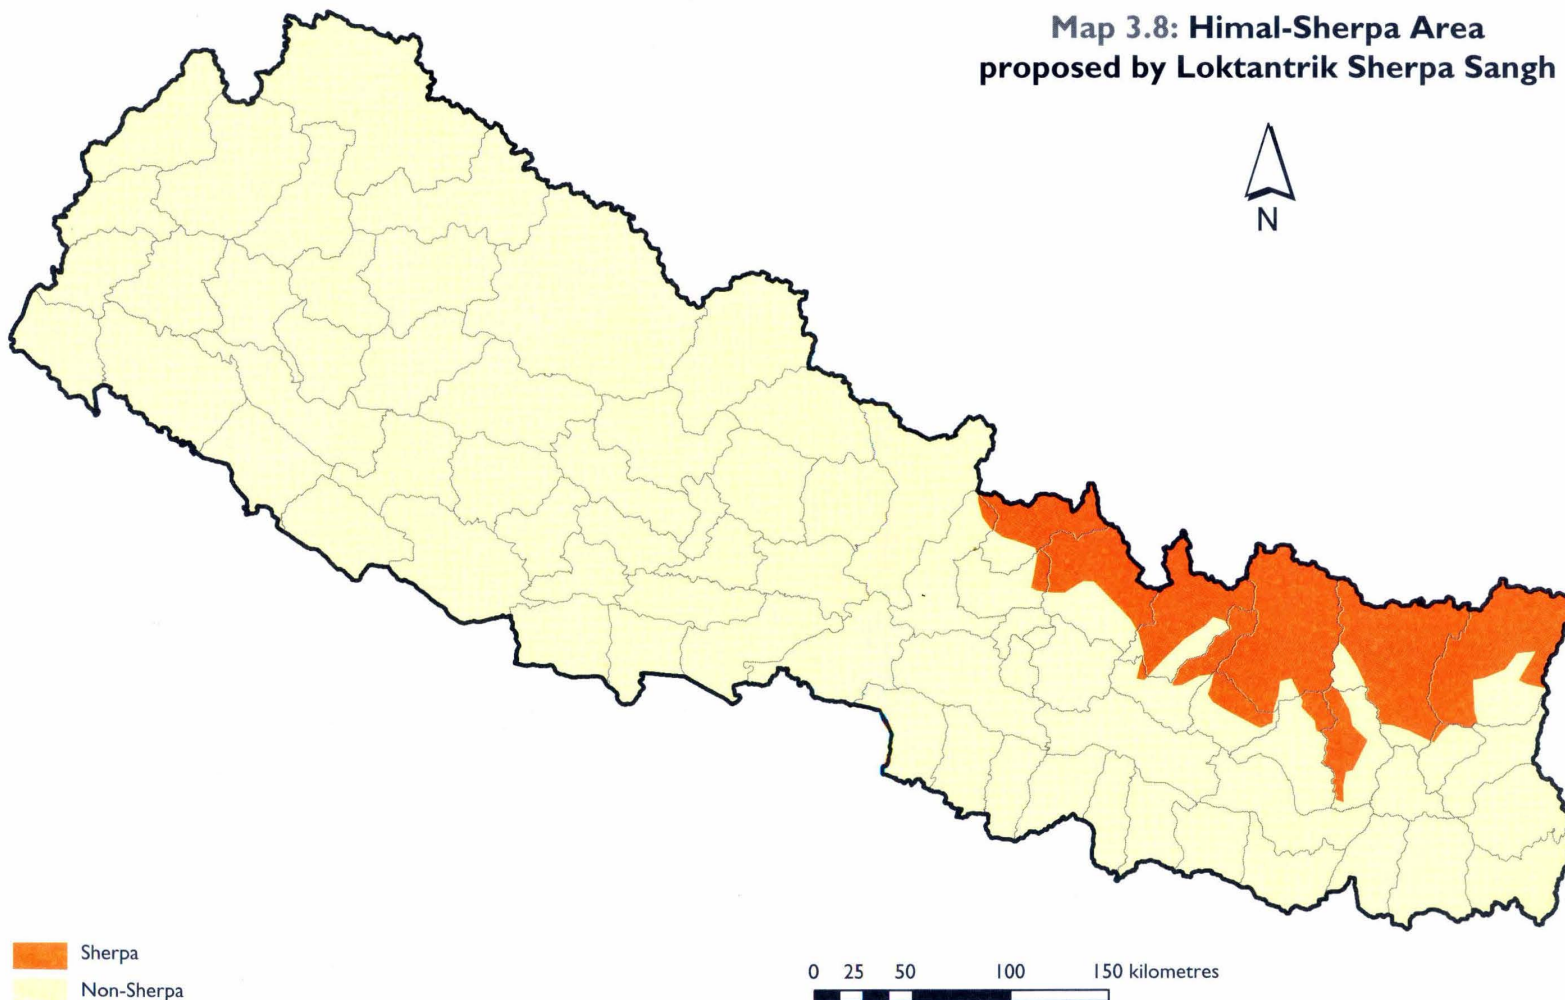 Map 3.8: Himal-Sherpa Area
proposed by Loktantrik Sherpa Sangh
N
Sherpa
Non-Sherpa
0 25 50 100 150 kilometres